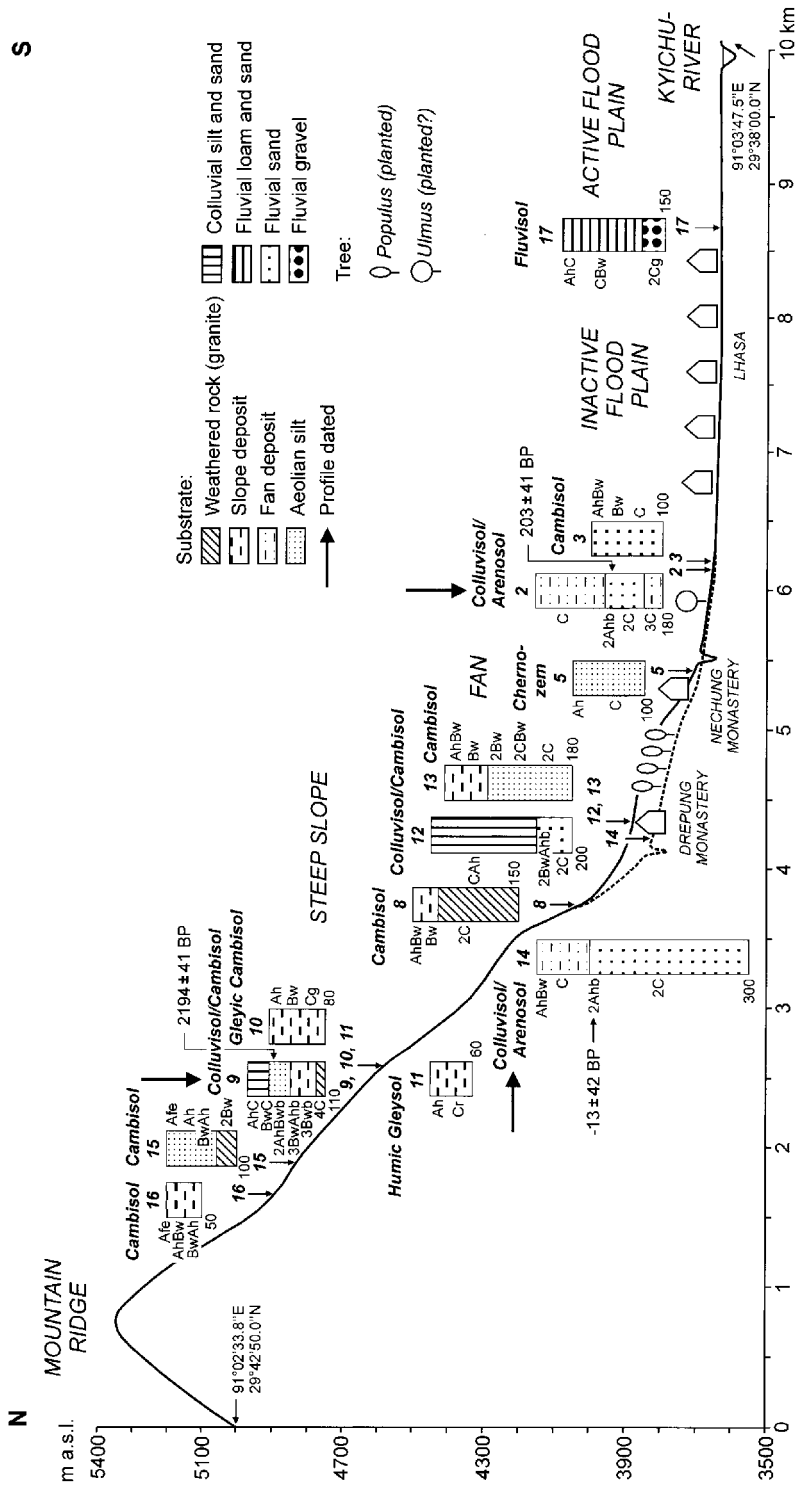 N
S
m a.s.l.
5400
5100
4700
4300
3900
3500
0
1
2
3
4
5
6
7
8
9
10 km
MOUNTAIN
RIDGE
91°02'33.8"E
29°42'50.0"N
Cambisol
16
Afe
AhBw
BwAh
50
16
Cambisol
15
Afe
Ah
BwAh
2Bw
100
15
Colluvisol/Cambisol
9
2194±41 BP
AhC
BwC
2AhBwb
3BwAhb
3Bwb
4C
110
Gleyic Cambisol
10
Ah
Bw
Cg
80
9, 10, 11
Humic Gleysol
11
Ah
Cr
60
STEEP SLOPE
Colluvisol/
Arenosol
14
AhBw
C
2Ahb
2C
300
-13±42 BP
Cambisol
8
AhBw
Bw
2C
150
8
Colluvisol/Cambisol
12
CAh
2BwAhb
2C
200
Cambisol
13
AhBw
Bw
2Bw
2CBw
2C
180
14
12, 13
DREPUNG
MONASTERY
FAN
Cherno-
zem
5
Ah
C
100
5
NECHUNG
MONASTERY
Colluvisol/
Arenosol
2
C
2Ahb
2C
3C
180
203±41 BP
Cambisol
3
AhBw
Bw
C
100
2 3
INACTIVE
FLOOD
PLAIN
LHASA
Fluvisol
17
AhC
CBw
2Cg
150
17
ACTIVE FLOOD
PLAIN
KYICHU-
RIVER
91°03'47.5"E
29°38'00.0"N
Substrate:
Weathered rock (granite)
Slope deposit
Fan deposit
Aeolian silt
Profile dated
Colluvial silt and sand
Fluvial loam and sand
Fluvial sand
Fluvial gravel
Tree:
Populus (planted)
Ulmus (planted?)